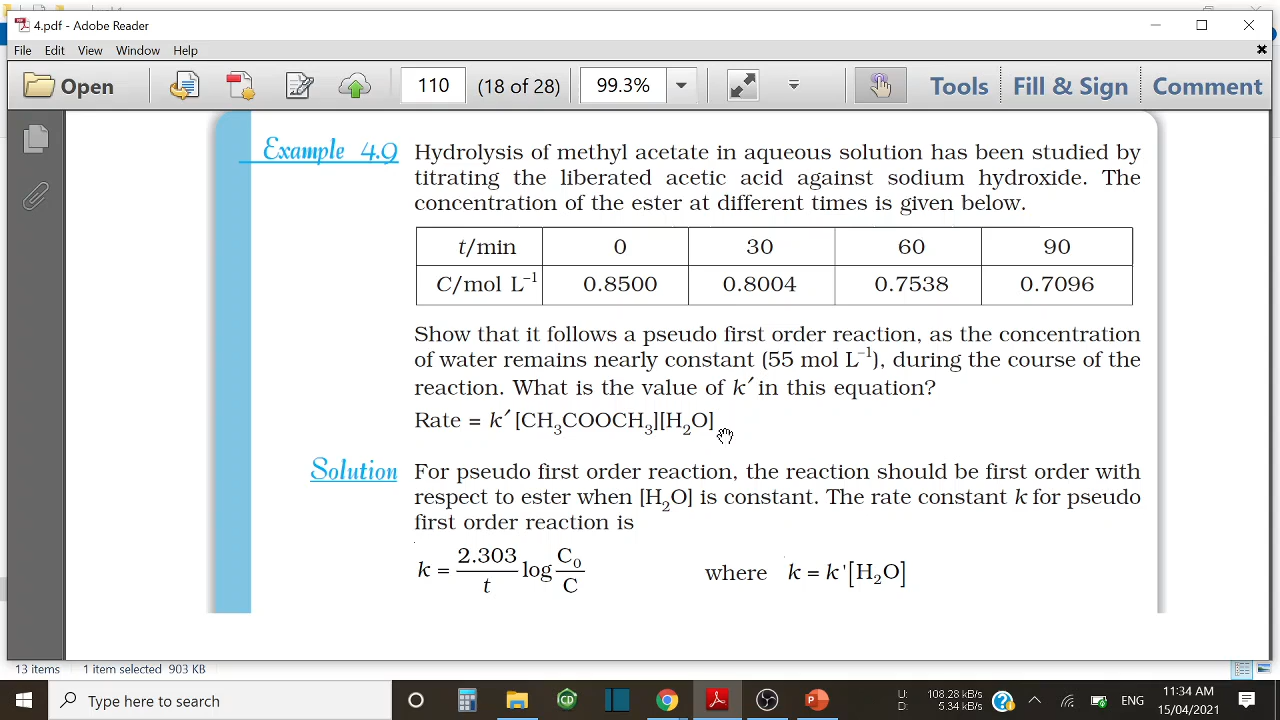 4.pdf - Adobe Reader
File Edit View Window Help
Open 110 (18 of 28) 99.3% Tools Fill & Sign Comment
Example 4.9 Hydrolysis of methyl acetate in aqueous solution has been studied by
titrating the liberated acetic acid against sodium hydroxide. The
concentration of the ester at different times is given below.
t/min 0 30 60 90
C/mol L⁻¹ 0.8500 0.8004 0.7538 0.7096
Show that it follows a pseudo first order reaction, as the concentration
of water remains nearly constant (55 mol L⁻¹), during the course of the
reaction. What is the value of k′ in this equation?
Rate = k′ [CH₃COOCH₃][H₂O]
Solution For pseudo first order reaction, the reaction should be first order with
respect to ester when [H₂O] is constant. The rate constant k for pseudo
first order reaction is
k = 2.303/t log C₀/C where k = k'[H₂O]
13 items 1 item selected 903 KB
Type here to search CD P U: 108.28 kB/s D: 5.34 kB/s ENG 11:34 AM 15/04/2021